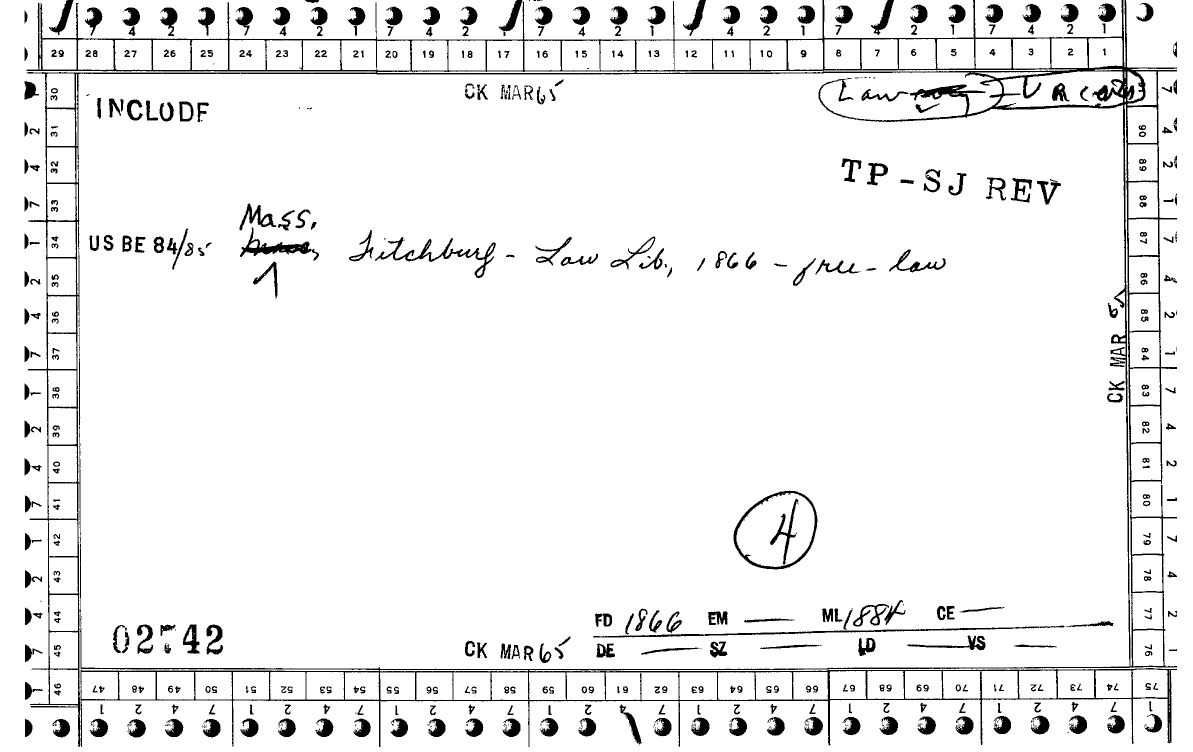 7 4 2 1 7 4 2 1 7 4 2 1 7 4 2 1 7 4 2 1 7 4 2 1 7 4 2 1
29 28 27 26 25 24 23 22 21 20 19 18 17 16 15 14 13 12 11 10 9 8 7 6 5 4 3 2 1
CK MAR 65
Law
INCLUDE
TP-SJ REV
Mass.
US BE 84/85 Fitchburg - Law Lib., 1866 - free - law
CK MAR 65
4
FD 1866 EM — ML 1884 CE —
02742
CK MAR 65 DE — SZ — LD — VS —
30 31 32 33 34 35 36 37 38 39 40 41 42 43 44 45 46
90 89 88 87 86 85 84 83 82 81 80 79 78 77 76
47 48 49 50 51 52 53 54 55 56 57 58 59 60 61 62 63 64 65 66 67 68 69 70 71 72 73 74 75
1 2 4 7 1 2 4 7 1 2 4 7 1 2 4 7 1 2 4 7 1 2 4 7 1 2 4 7 1